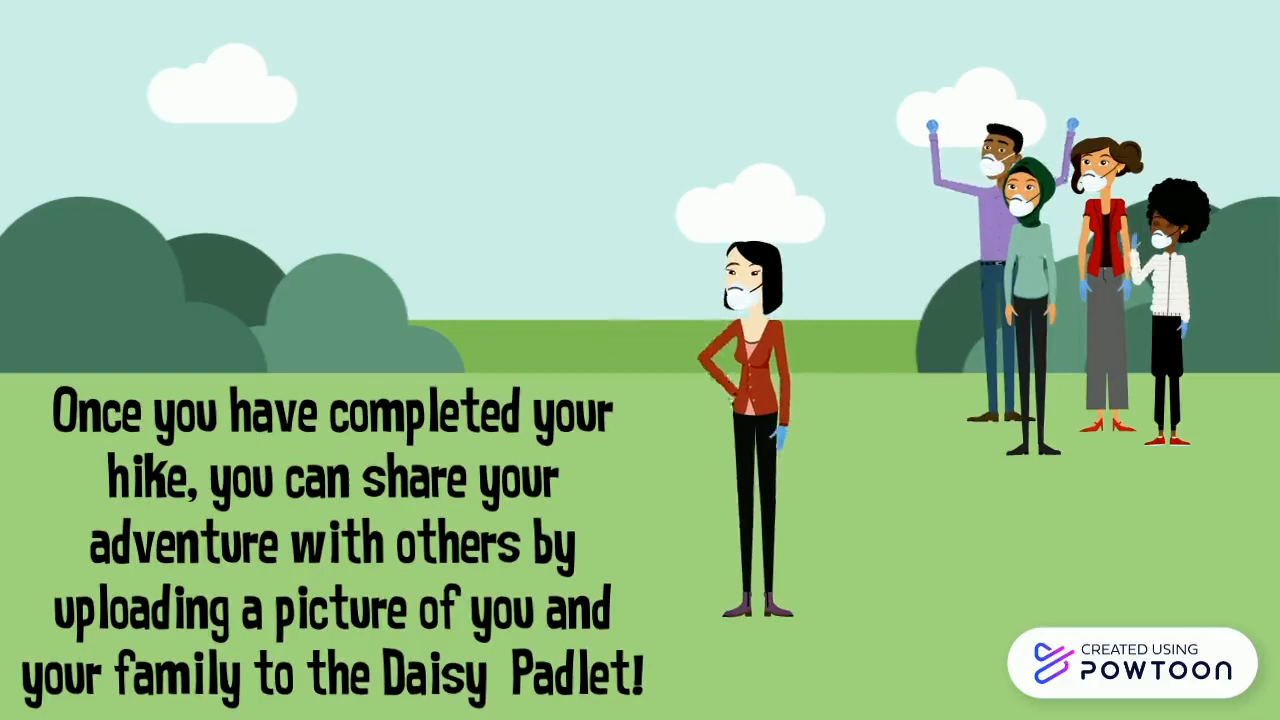 Once you have completed your
hike, you can share your
adventure with others by
uploading a picture of you and
your family to the Daisy Padlet!
CREATED USING
POWTOON